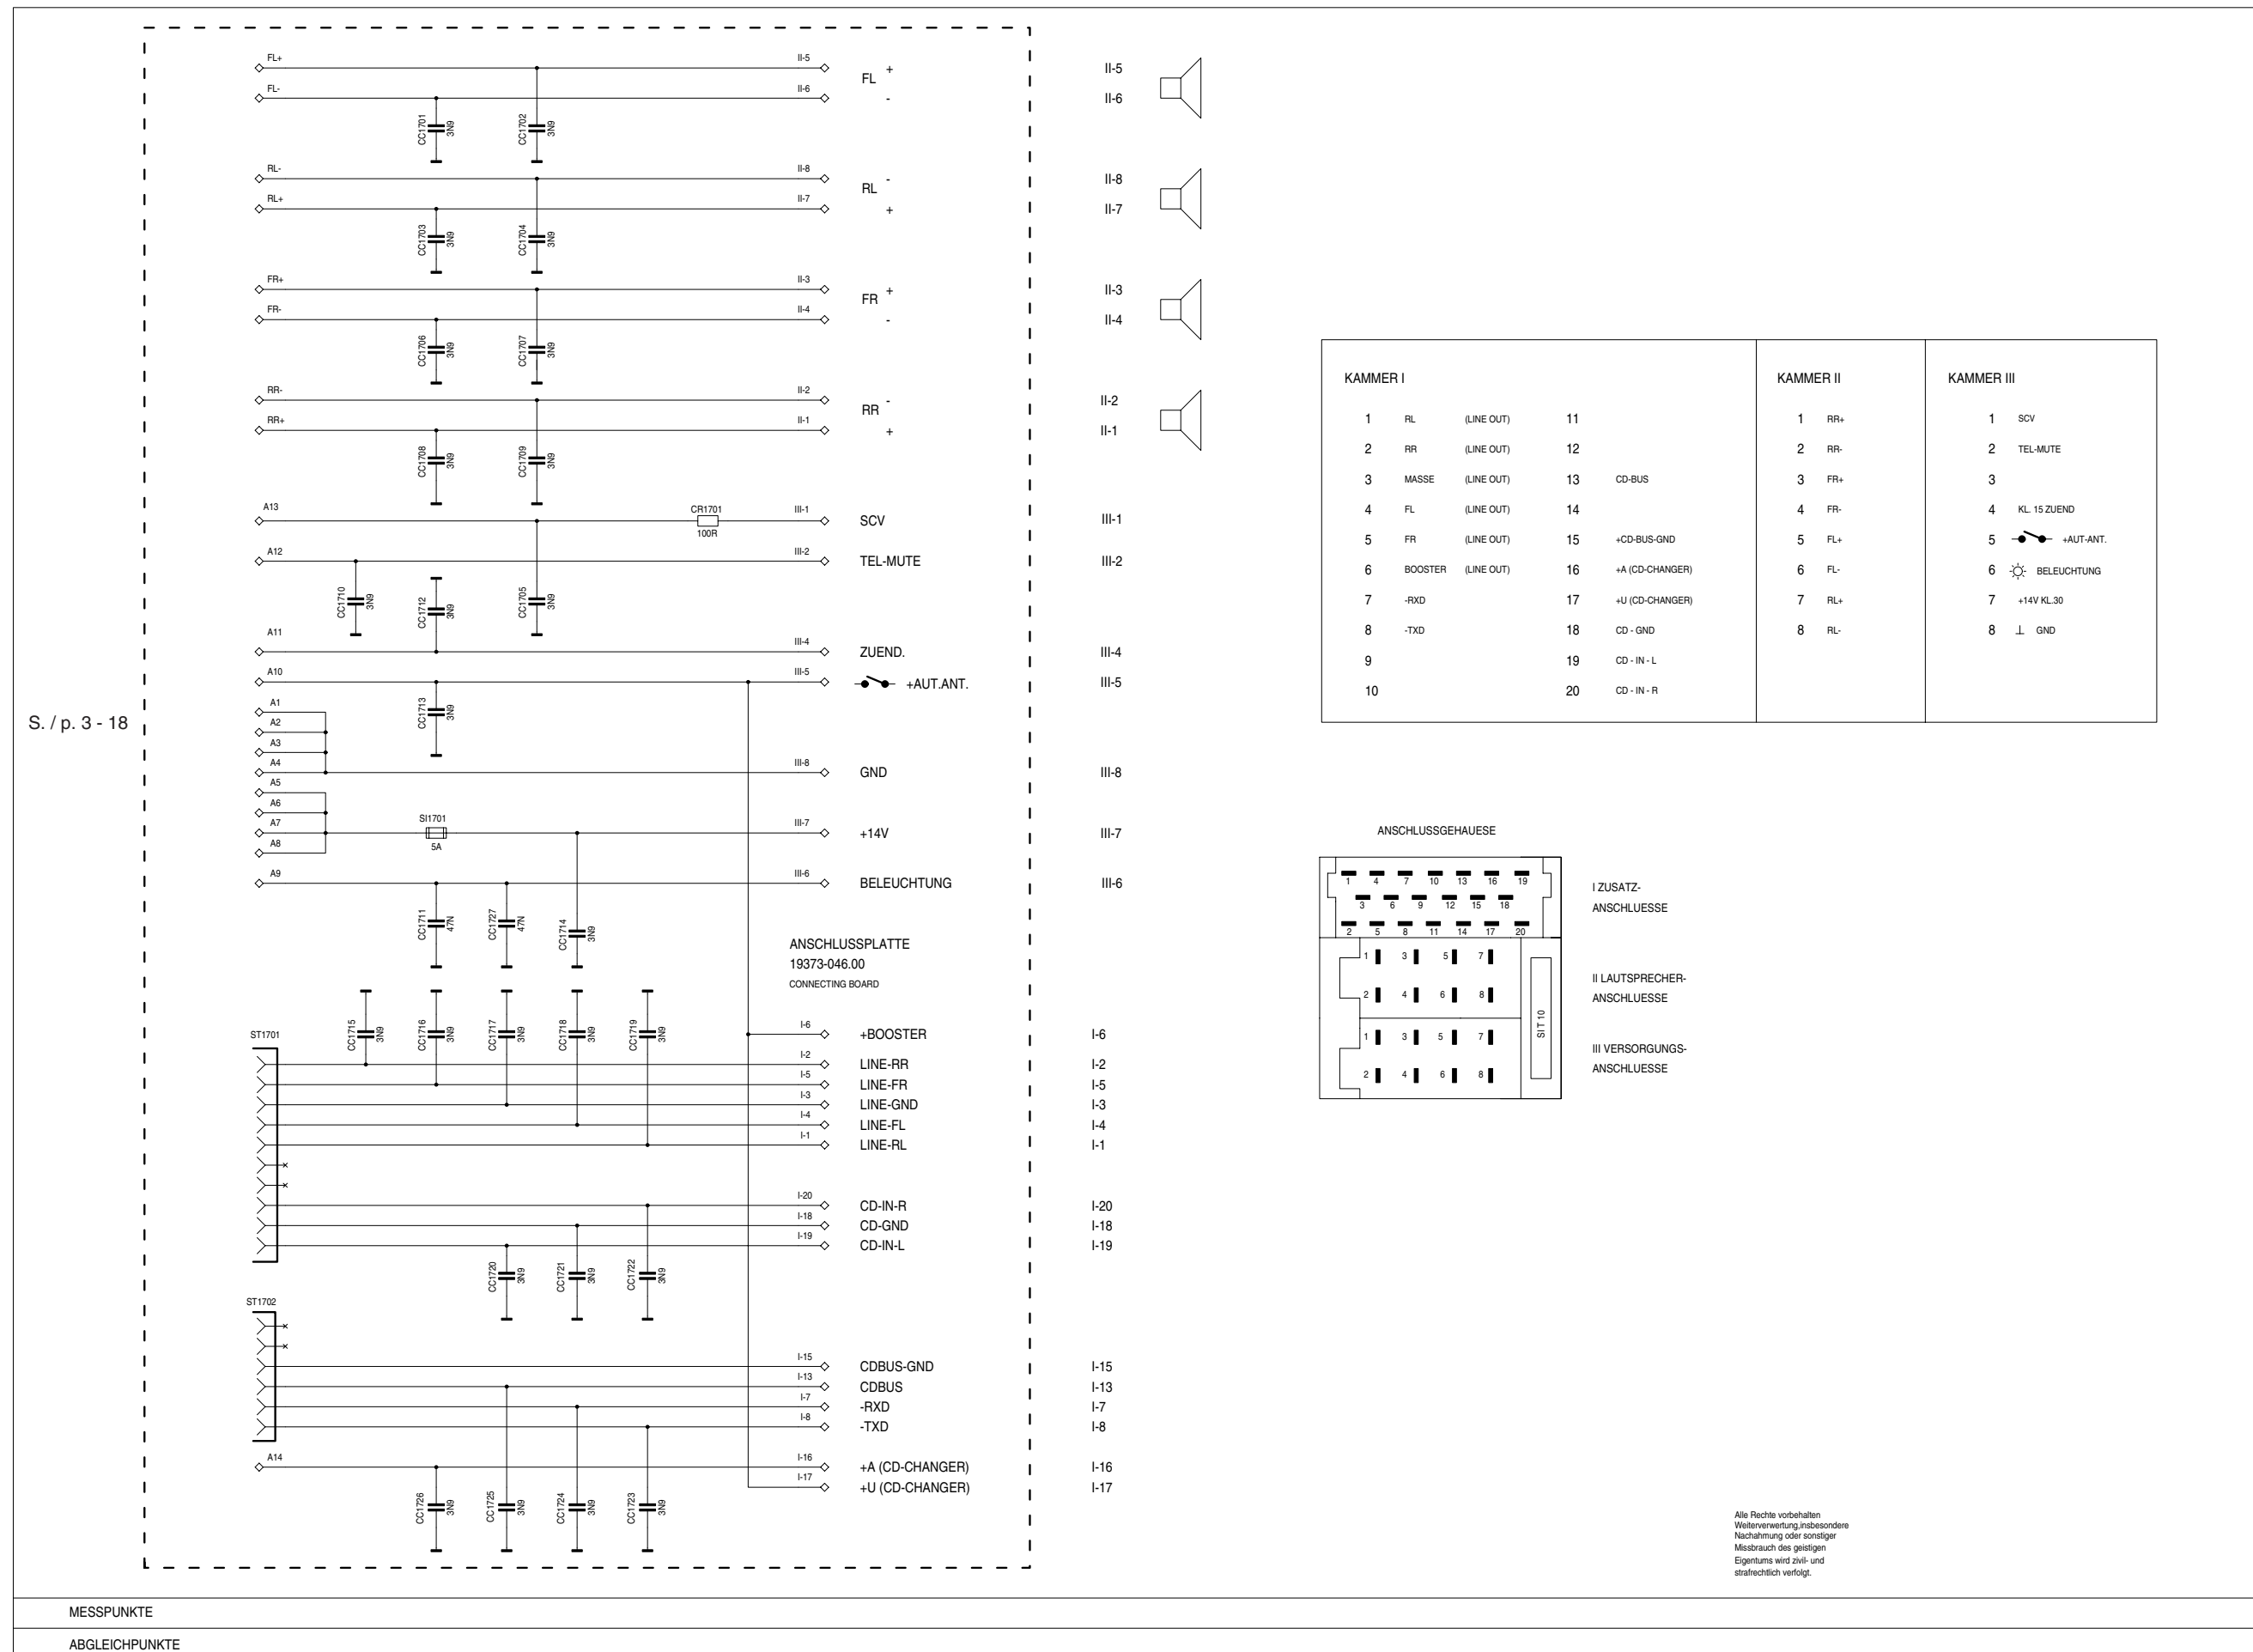 S. / p. 3 - 18
FL+ II-5 FL + II-5
FL- II-6 - II-6
CC1701 3N9 CC1702 3N9
RL- II-8 RL - II-8
RL+ II-7 + II-7
CC1703 3N9 CC1704 3N9
FR+ II-3 FR + II-3
FR- II-4 - II-4
CC1706 3N9 CC1707 3N9
RR- II-2 RR - II-2
RR+ II-1 + II-1
CC1708 3N9 CC1709 3N9
A13 CR1701 100R III-1 SCV III-1
A12 III-2 TEL-MUTE III-2
CC1710 3N9 CC1712 3N9 CC1705 3N9
A11 III-4 ZUEND. III-4
A10 III-5 +AUT.ANT. III-5
CC1713 3N9
A1
A2
A3
A4 III-8 GND III-8
A5
A6
A7 SI1701 5A III-7 +14V III-7
A8
A9 III-6 BELEUCHTUNG III-6
CC1711 47N CC1727 47N CC1714 3N9
ANSCHLUSSPLATTE
19373-046.00
CONNECTING BOARD
CC1715 3N9 CC1716 3N9 CC1717 3N9 CC1718 3N9 CC1719 3N9
ST1701
I-6 +BOOSTER I-6
I-2 LINE-RR I-2
I-5 LINE-FR I-5
I-3 LINE-GND I-3
I-4 LINE-FL I-4
I-1 LINE-RL I-1
I-20 CD-IN-R I-20
I-18 CD-GND I-18
I-19 CD-IN-L I-19
CC1720 3N9 CC1721 3N9 CC1722 3N9
ST1702
I-15 CDBUS-GND I-15
I-13 CDBUS I-13
I-7 -RXD I-7
I-8 -TXD I-8
A14 I-16 +A (CD-CHANGER) I-16
I-17 +U (CD-CHANGER) I-17
CC1726 3N9 CC1725 3N9 CC1724 3N9 CC1723 3N9
KAMMER I KAMMER II KAMMER III
1 RL (LINE OUT) 11 1 RR+ 1 SCV
2 RR (LINE OUT) 12 2 RR- 2 TEL-MUTE
3 MASSE (LINE OUT) 13 CD-BUS 3 FR+ 3
4 FL (LINE OUT) 14 4 FR- 4 KL. 15 ZUEND
5 FR (LINE OUT) 15 +CD-BUS-GND 5 FL+ 5 +AUT-ANT.
6 BOOSTER (LINE OUT) 16 +A (CD-CHANGER) 6 FL- 6 BELEUCHTUNG
7 -RXD 17 +U (CD-CHANGER) 7 RL+ 7 +14V KL.30
8 -TXD 18 CD - GND 8 RL- 8 GND
9 19 CD - IN - L
10 20 CD - IN - R
ANSCHLUSSGEHAUESE
1 4 7 10 13 16 19
3 6 9 12 15 18
2 5 8 11 14 17 20
I ZUSATZ-
ANSCHLUESSE
1 3 5 7
2 4 6 8
II LAUTSPRECHER-
ANSCHLUESSE
1 3 5 7
2 4 6 8
SIT 10
III VERSORGUNGS-
ANSCHLUESSE
Alle Rechte vorbehalten
Weiterverwertung,insbesondere
Nachahmung oder sonstiger
Missbrauch des geistigen
Eigentums wird zivil- und
strafrechtlich verfolgt.
MESSPUNKTE
ABGLEICHPUNKTE